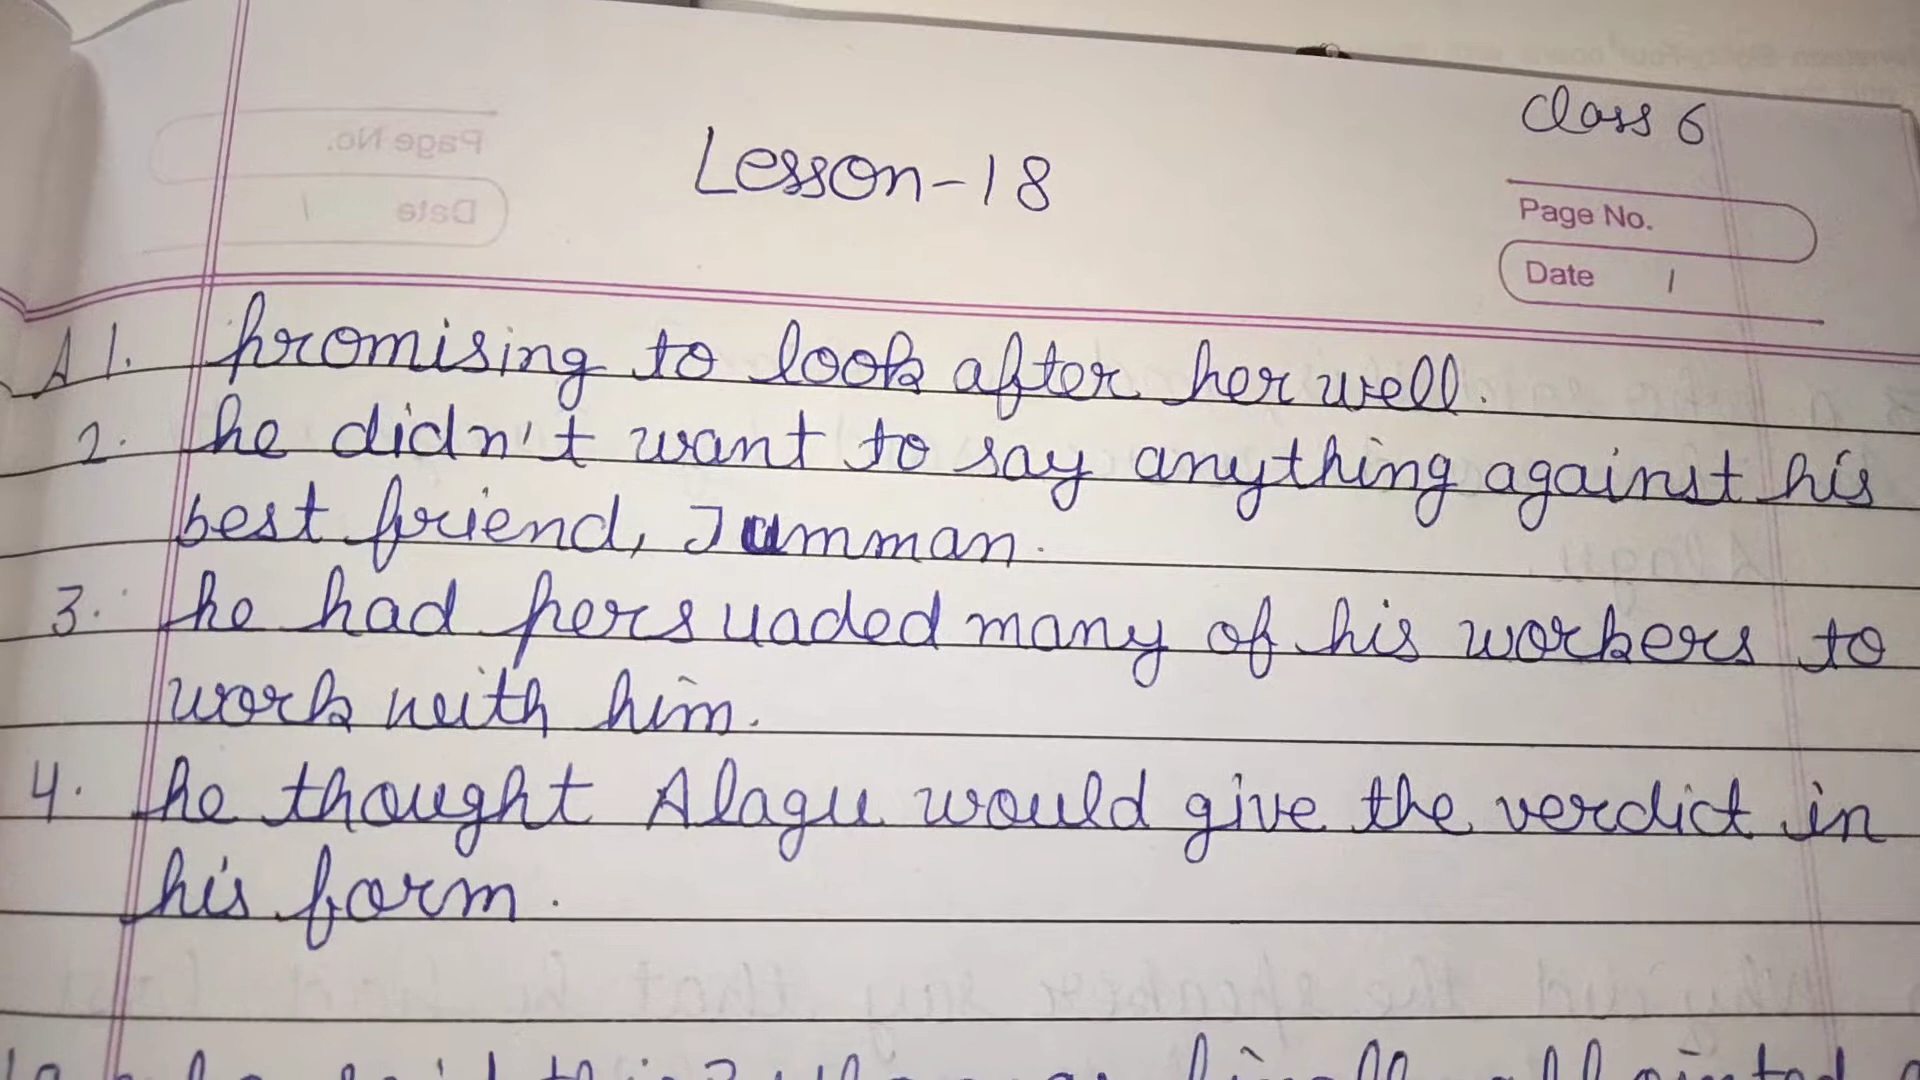 Class 6
Lesson-18
Page No.
Date /
A 1. promising to look after her well.
2. he didn't want to say anything against his
best friend, Jumman.
3. he had persuaded many of his workers to
work with him.
4. he thought Alagu would give the verdict in
his form.